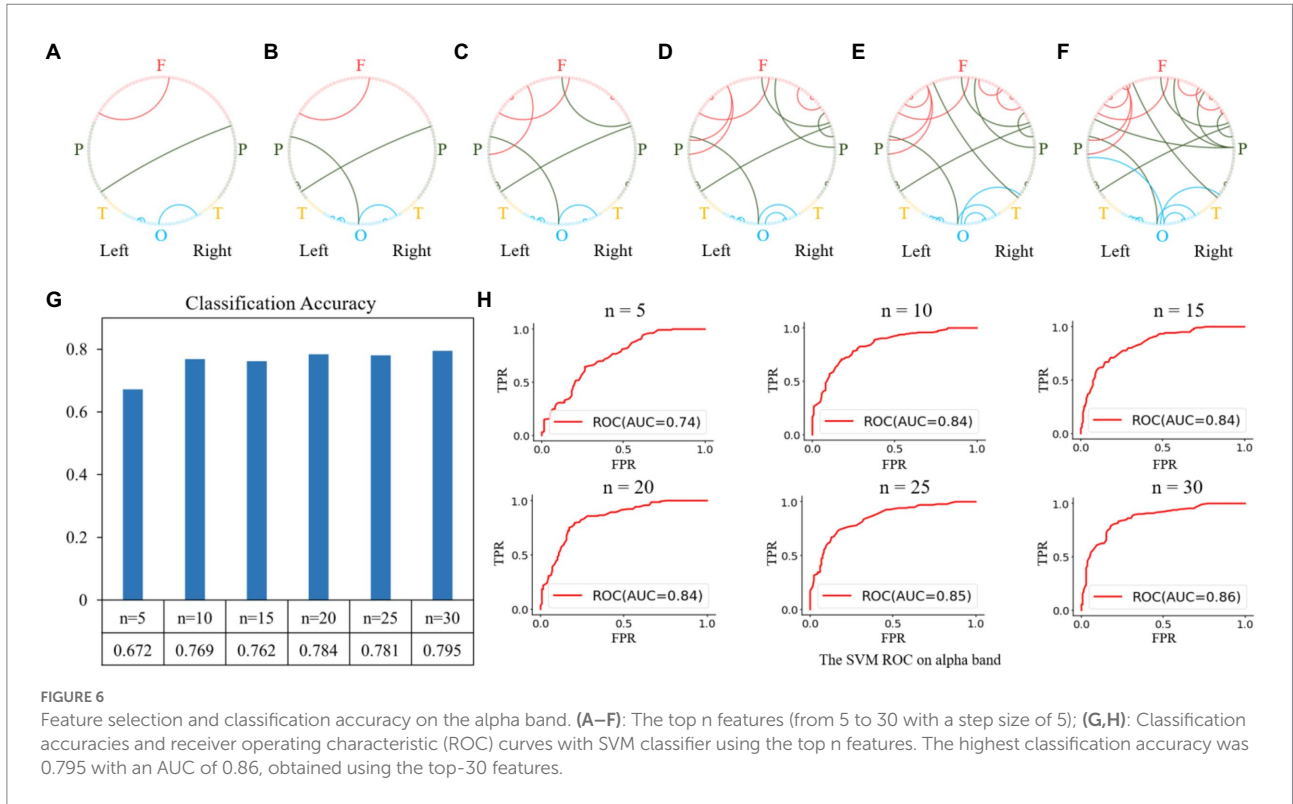 A B C D E F
F F F F F F
P P P P P P P P P P P P
T T T T T T T T T T T T
O O O O O O
Left Right Left Right Left Right Left Right Left Right Left Right
G
Classification Accuracy
0.8
0.6
0.4
0.2
0
n=5 n=10 n=15 n=20 n=25 n=30
0.672 0.769 0.762 0.784 0.781 0.795
H
n = 5
1.0
TPR
0.5
ROC(AUC=0.74)
0.0
0.0 0.5 1.0
FPR
n = 10
1.0
TPR
0.5
ROC(AUC=0.84)
0.0
0.0 0.5 1.0
FPR
n = 15
1.0
TPR
0.5
ROC(AUC=0.84)
0.0
0.0 0.5 1.0
FPR
n = 20
1.0
TPR
0.5
ROC(AUC=0.84)
0.0
0.0 0.5 1.0
FPR
n = 25
1.0
TPR
0.5
ROC(AUC=0.85)
0.0
0.0 0.5 1.0
FPR
n = 30
1.0
TPR
0.5
ROC(AUC=0.86)
0.0
0.0 0.5 1.0
FPR
The SVM ROC on alpha band
FIGURE 6
Feature selection and classification accuracy on the alpha band. (A–F): The top n features (from 5 to 30 with a step size of 5); (G,H): Classification
accuracies and receiver operating characteristic (ROC) curves with SVM classifier using the top n features. The highest classification accuracy was
0.795 with an AUC of 0.86, obtained using the top-30 features.